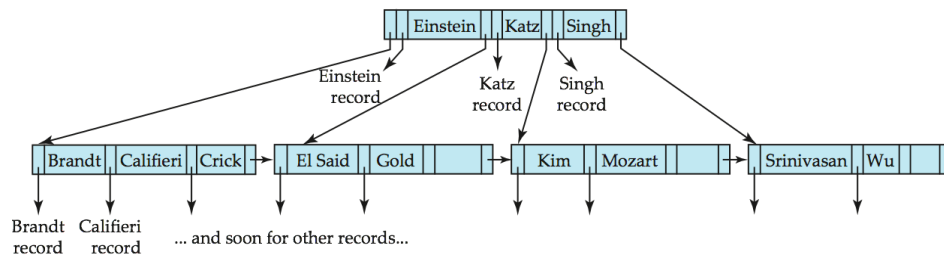 Einstein Katz Singh
Einstein
record
Katz
record
Singh
record
Brandt Califieri Crick
El Said Gold
Kim Mozart
Srinivasan Wu
Brandt
record
Califieri
record
... and soon for other records...